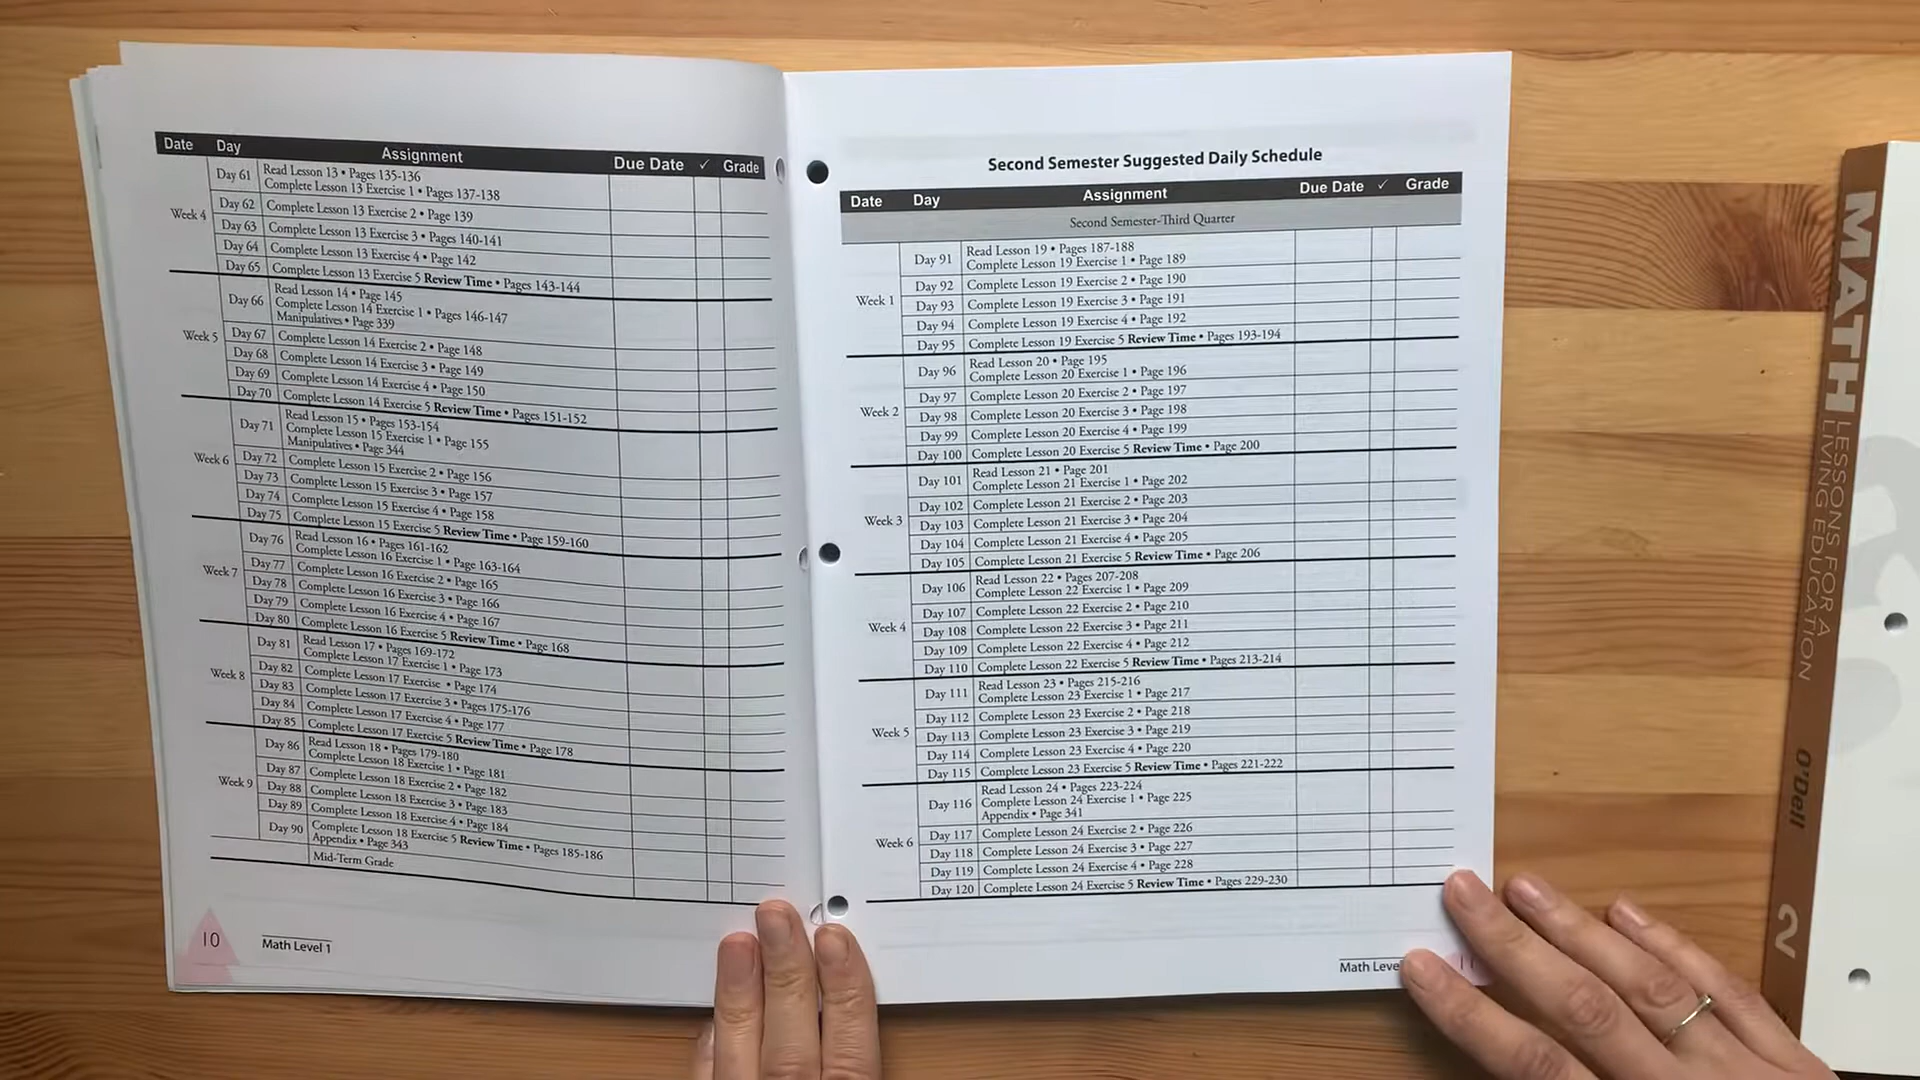 Date Day Assignment Due Date ✓ Grade
Week 4
Day 61 Read Lesson 13 • Pages 135-136
Complete Lesson 13 Exercise 1 • Pages 137-138
Day 62 Complete Lesson 13 Exercise 2 • Page 139
Day 63 Complete Lesson 13 Exercise 3 • Pages 140-141
Day 64 Complete Lesson 13 Exercise 4 • Page 142
Day 65 Complete Lesson 13 Exercise 5 Review Time • Pages 143-144
Week 5
Day 66 Read Lesson 14 • Page 145
Complete Lesson 14 Exercise 1 • Pages 146-147
Manipulatives • Page 339
Day 67 Complete Lesson 14 Exercise 2 • Page 148
Day 68 Complete Lesson 14 Exercise 3 • Page 149
Day 69 Complete Lesson 14 Exercise 4 • Page 150
Day 70 Complete Lesson 14 Exercise 5 Review Time • Pages 151-152
Week 6
Day 71 Read Lesson 15 • Pages 153-154
Complete Lesson 15 Exercise 1 • Page 155
Manipulatives • Page 344
Day 72 Complete Lesson 15 Exercise 2 • Page 156
Day 73 Complete Lesson 15 Exercise 3 • Page 157
Day 74 Complete Lesson 15 Exercise 4 • Page 158
Day 75 Complete Lesson 15 Exercise 5 Review Time • Pages 159-160
Week 7
Day 76 Read Lesson 16 • Pages 161-162
Complete Lesson 16 Exercise 1 • Pages 163-164
Day 77 Complete Lesson 16 Exercise 2 • Page 165
Day 78 Complete Lesson 16 Exercise 3 • Page 166
Day 79 Complete Lesson 16 Exercise 4 • Page 167
Day 80 Complete Lesson 16 Exercise 5 Review Time • Page 168
Week 8
Day 81 Read Lesson 17 • Pages 169-172
Complete Lesson 17 Exercise 1 • Page 173
Day 82 Complete Lesson 17 Exercise • Page 174
Day 83 Complete Lesson 17 Exercise 3 • Pages 175-176
Day 84 Complete Lesson 17 Exercise 4 • Page 177
Day 85 Complete Lesson 17 Exercise 5 Review Time • Page 178
Week 9
Day 86 Read Lesson 18 • Pages 179-180
Complete Lesson 18 Exercise 1 • Page 181
Day 87 Complete Lesson 18 Exercise 2 • Page 182
Day 88 Complete Lesson 18 Exercise 3 • Page 183
Day 89 Complete Lesson 18 Exercise 4 • Page 184
Day 90 Complete Lesson 18 Exercise 5 Review Time • Pages 185-186
Appendix • Page 343
Mid-Term Grade
10 Math Level 1
Second Semester Suggested Daily Schedule
Date Day Assignment Due Date ✓ Grade
Second Semester-Third Quarter
Week 1
Day 91 Read Lesson 19 • Pages 187-188
Complete Lesson 19 Exercise 1 • Page 189
Day 92 Complete Lesson 19 Exercise 2 • Page 190
Day 93 Complete Lesson 19 Exercise 3 • Page 191
Day 94 Complete Lesson 19 Exercise 4 • Page 192
Day 95 Complete Lesson 19 Exercise 5 Review Time • Pages 193-194
Week 2
Day 96 Read Lesson 20 • Page 195
Complete Lesson 20 Exercise 1 • Page 196
Day 97 Complete Lesson 20 Exercise 2 • Page 197
Day 98 Complete Lesson 20 Exercise 3 • Page 198
Day 99 Complete Lesson 20 Exercise 4 • Page 199
Day 100 Complete Lesson 20 Exercise 5 Review Time • Page 200
Week 3
Day 101 Read Lesson 21 • Page 201
Complete Lesson 21 Exercise 1 • Page 202
Day 102 Complete Lesson 21 Exercise 2 • Page 203
Day 103 Complete Lesson 21 Exercise 3 • Page 204
Day 104 Complete Lesson 21 Exercise 4 • Page 205
Day 105 Complete Lesson 21 Exercise 5 Review Time • Page 206
Week 4
Day 106 Read Lesson 22 • Pages 207-208
Complete Lesson 22 Exercise 1 • Page 209
Day 107 Complete Lesson 22 Exercise 2 • Page 210
Day 108 Complete Lesson 22 Exercise 3 • Page 211
Day 109 Complete Lesson 22 Exercise 4 • Page 212
Day 110 Complete Lesson 22 Exercise 5 Review Time • Pages 213-214
Week 5
Day 111 Read Lesson 23 • Pages 215-216
Complete Lesson 23 Exercise 1 • Page 217
Day 112 Complete Lesson 23 Exercise 2 • Page 218
Day 113 Complete Lesson 23 Exercise 3 • Page 219
Day 114 Complete Lesson 23 Exercise 4 • Page 220
Day 115 Complete Lesson 23 Exercise 5 Review Time • Pages 221-222
Week 6
Day 116 Read Lesson 24 • Pages 223-224
Complete Lesson 24 Exercise 1 • Page 225
Appendix • Page 341
Day 117 Complete Lesson 24 Exercise 2 • Page 226
Day 118 Complete Lesson 24 Exercise 3 • Page 227
Day 119 Complete Lesson 24 Exercise 4 • Page 228
Day 120 Complete Lesson 24 Exercise 5 Review Time • Pages 229-230
Math Leve
MATH
LESSONS FOR A
LIVING EDUCATION
O'Dell
2